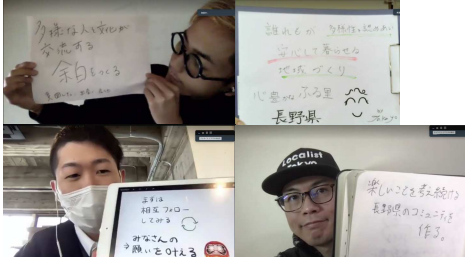 多様な人と文化が
交流する
余白をつくる
誰もが多様性を認めあい
安心して暮らせる
地域づくり
心豊かなふる里
長野県
まずは
相互フォロー
してみる
みなさんの
願いを叶える
Localist
Tokyo
楽しいことを考え続ける
長野県のコミュニティを
作る。